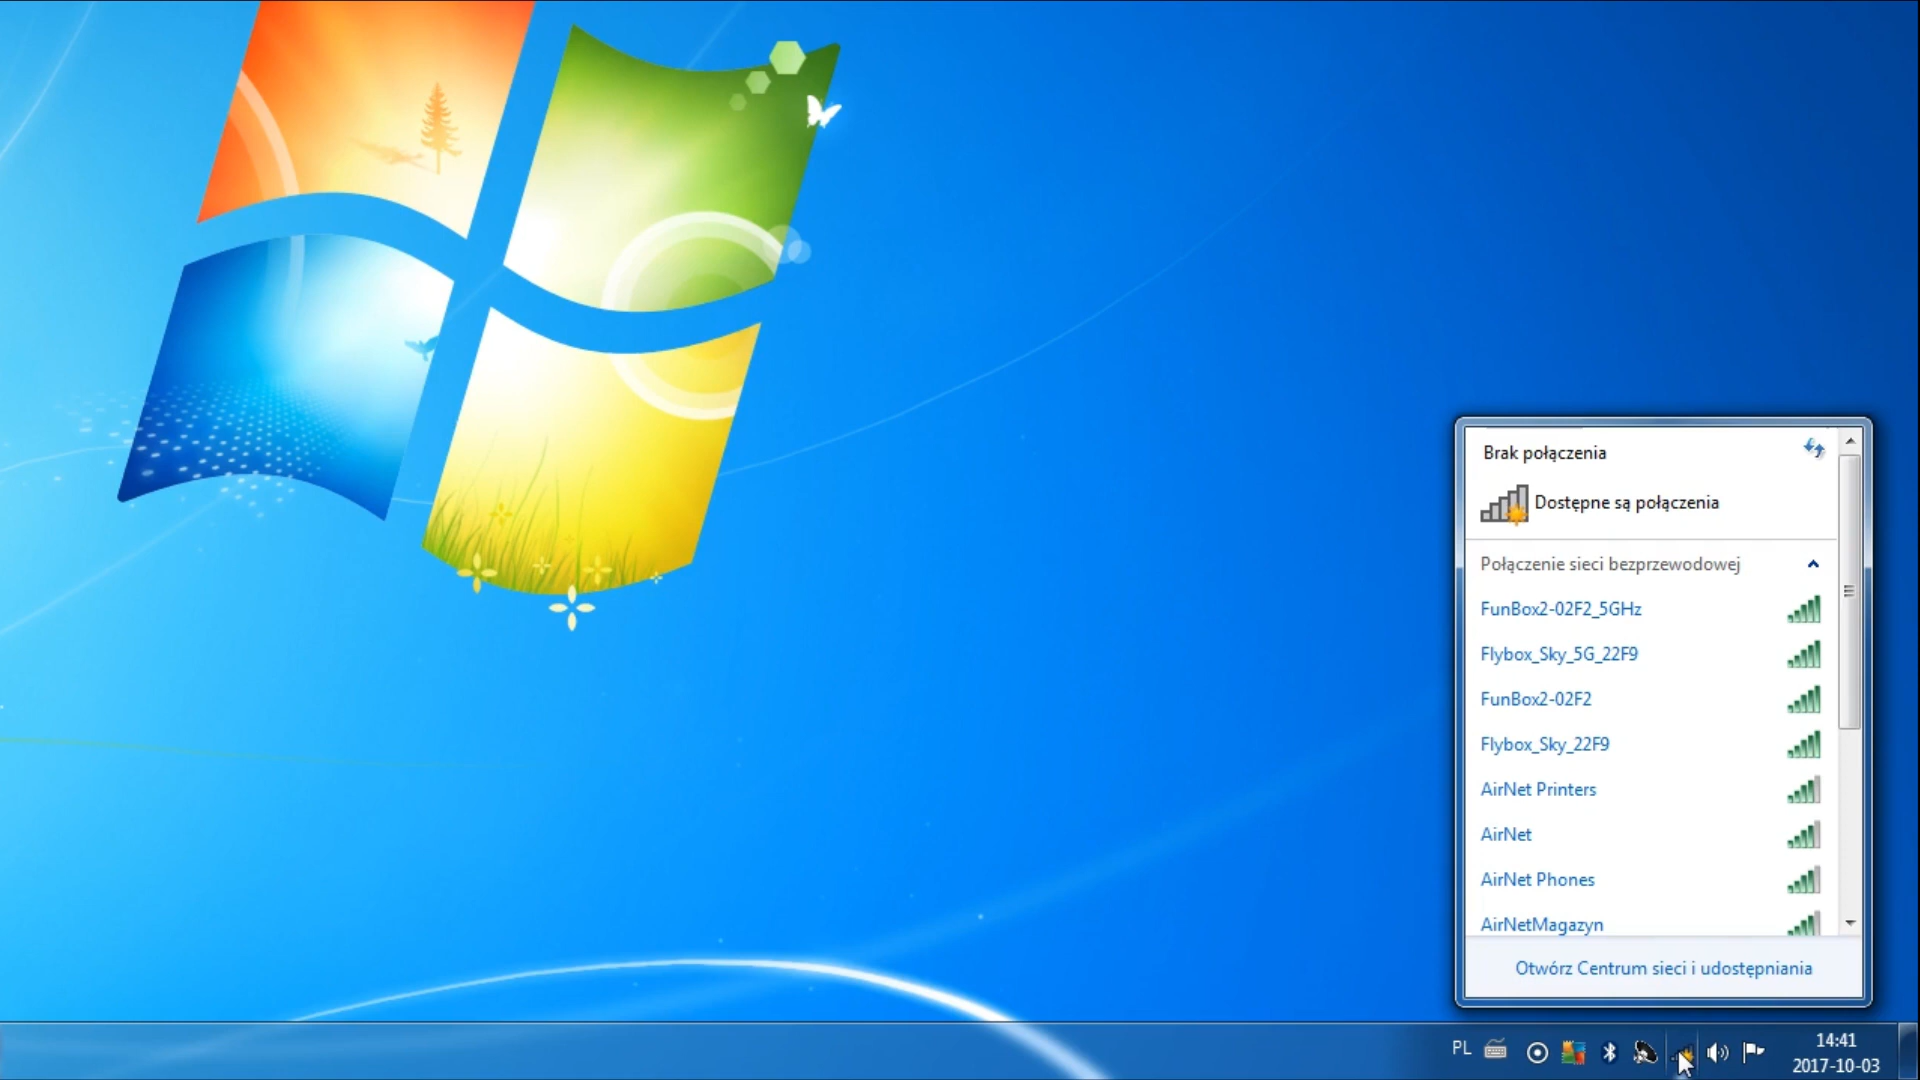 Brak połączenia
Dostępne są połączenia
Połączenie sieci bezprzewodowej
FunBox2-02F2_5GHz
Flybox_Sky_5G_22F9
FunBox2-02F2
Flybox_Sky_22F9
AirNet Printers
AirNet
AirNet Phones
AirNetMagazyn
Otwórz Centrum sieci i udostępniania
PL
14:41
2017-10-03